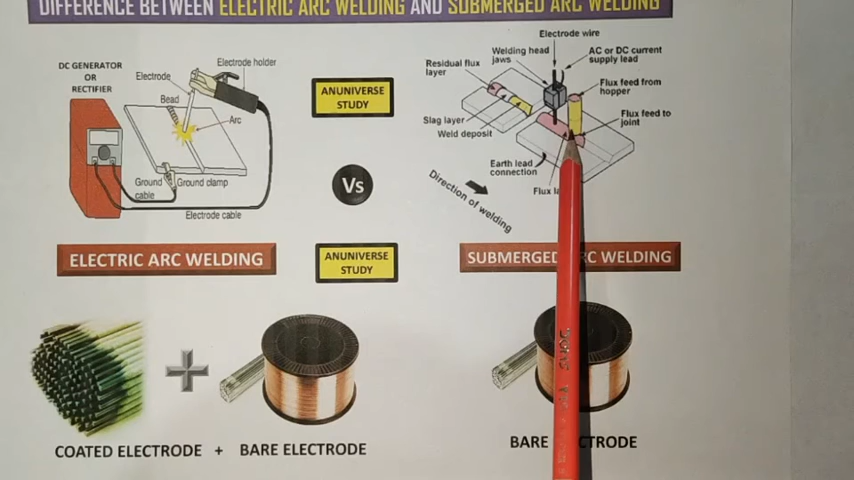 DIFFERENCE BETWEEN ELECTRIC ARC WELDING AND SUBMERGED ARC WELDING
DC GENERATOR
OR
RECTIFIER
Electrode
Electrode holder
Bead
Arc
Ground
cable
Ground clamp
Electrode cable
ANUNIVERSE
STUDY
Vs
Electrode wire
Welding head
jaws
AC or DC current
supply lead
Residual flux
layer
Flux feed from
hopper
Flux feed to
joint
Slag layer
Weld deposit
Earth lead
connection
Flux
Direction of welding
ELECTRIC ARC WELDING
ANUNIVERSE
STUDY
SUBMERGED RC WELDING
COATED ELECTRODE + BARE ELECTRODE
BARE CTRODE